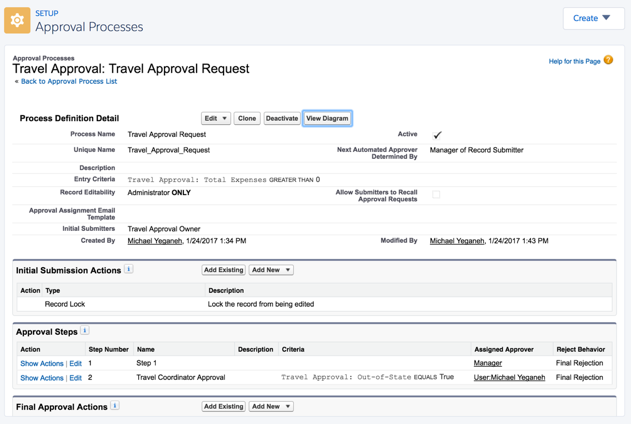 SETUP
Approval Processes
Create
Approval Processes
Travel Approval: Travel Approval Request
« Back to Approval Process List
Help for this Page ?
Process Definition Detail
Edit Clone Deactivate View Diagram
Process Name Travel Approval Request Active
Unique Name Travel_Approval_Request Next Automated Approver
Determined By Manager of Record Submitter
Description
Entry Criteria Travel Approval: Total Expenses GREATER THAN 0
Record Editability Administrator ONLY Allow Submitters to Recall
Approval Requests
Approval Assignment Email
Template
Initial Submitters Travel Approval Owner
Created By Michael Yeganeh, 1/24/2017 1:34 PM Modified By Michael Yeganeh, 1/24/2017 1:43 PM
Initial Submission Actions i Add Existing Add New
Action Type Description
Record Lock Lock the record from being edited
Approval Steps i
Action Step Number Name Description Criteria Assigned Approver Reject Behavior
Show Actions | Edit 1 Step 1 Manager Final Rejection
Show Actions | Edit 2 Travel Coordinator Approval Travel Approval: Out-of-State EQUALS True User:Michael Yeganeh Final Rejection
Final Approval Actions i Add Existing Add New